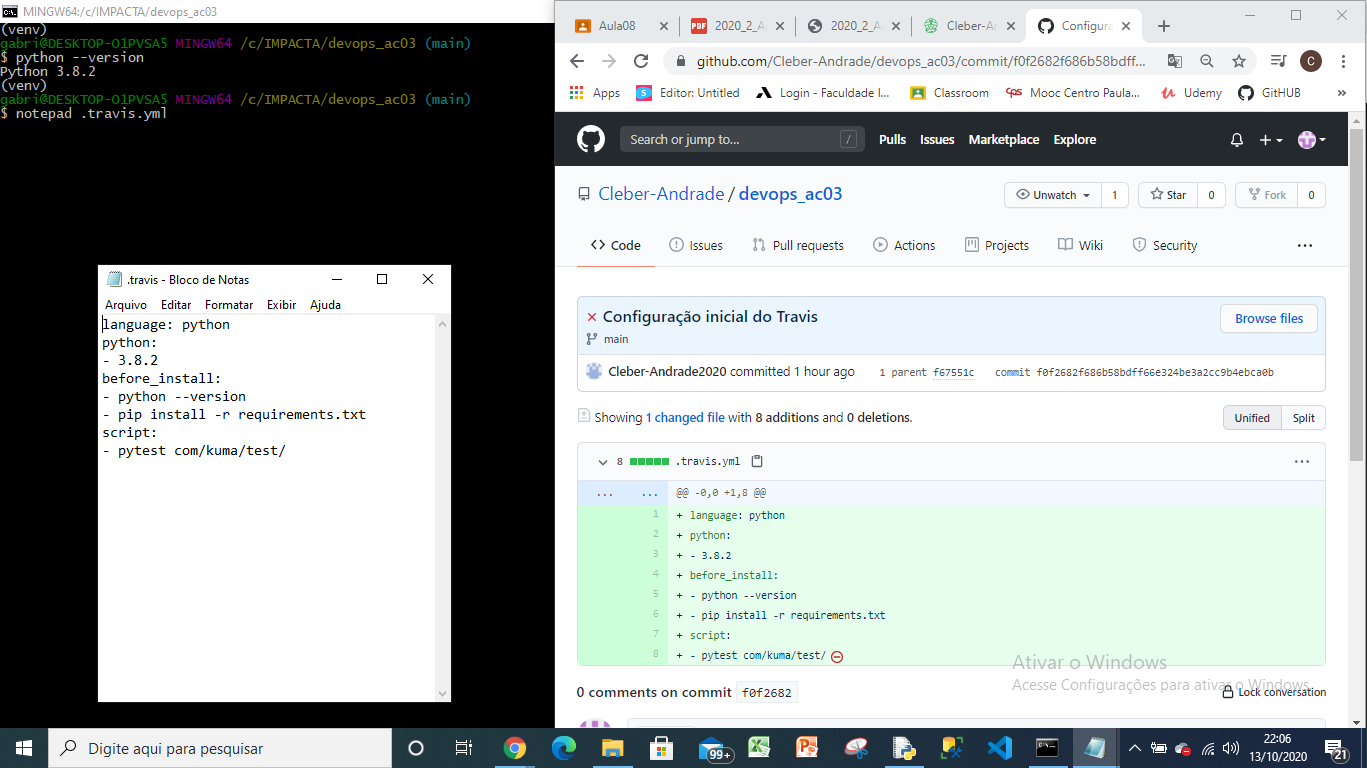 MINGW64:/c/IMPACTA/devops_ac03
(venv)
gabri@DESKTOP-O1PVSA5 MINGW64 /c/IMPACTA/devops_ac03 (main)
$ python --version
Python 3.8.2
(venv)
gabri@DESKTOP-O1PVSA5 MINGW64 /c/IMPACTA/devops_ac03 (main)
$ notepad .travis.yml
.travis - Bloco de Notas
Arquivo Editar Formatar Exibir Ajuda
language: python
python:
- 3.8.2
before_install:
- python --version
- pip install -r requirements.txt
script:
- pytest com/kuma/test/
Aula08
PDF 2020_2_A
2020_2_A
Cleber-An
Configura
github.com/Cleber-Andrade/devops_ac03/commit/f0f2682f686b58bdff...
C
Apps Editor: Untitled Login - Faculdade I... Classroom cps Mooc Centro Paula... Udemy GitHUB »
Search or jump to... /
Pulls Issues Marketplace Explore
Cleber-Andrade / devops_ac03
Unwatch 1 Star 0 Fork 0
Code Issues Pull requests Actions Projects Wiki Security ...
Configuração inicial do Travis
Browse files
main
Cleber-Andrade2020 committed 1 hour ago 1 parent f67551c commit f0f2682f686b58bdff66e324be3a2cc9b4ebca0b
Showing 1 changed file with 8 additions and 0 deletions.
Unified Split
8 .travis.yml ...
... ... @@ -0,0 +1,8 @@
1 + language: python
2 + python:
3 + - 3.8.2
4 + before_install:
5 + - python --version
6 + - pip install -r requirements.txt
7 + script:
8 + - pytest com/kuma/test/
Ativar o Windows
Acesse Configurações para ativar o Windows.
0 comments on commit f0f2682
Lock conversation
Digite aqui para pesquisar
99+
22:06
13/10/2020
21